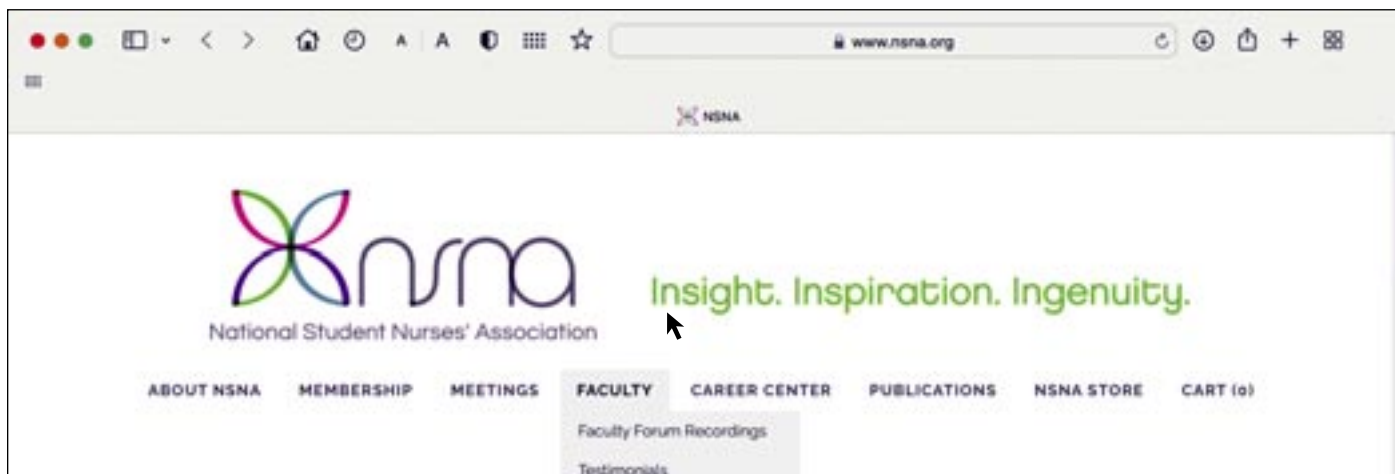 A A www.nsna.org
NSNA
nsna
Insight. Inspiration. Ingenuity.
National Student Nurses' Association
ABOUT NSNA MEMBERSHIP MEETINGS FACULTY CAREER CENTER PUBLICATIONS NSNA STORE CART (0)
Faculty Forum Recordings
Testimonials